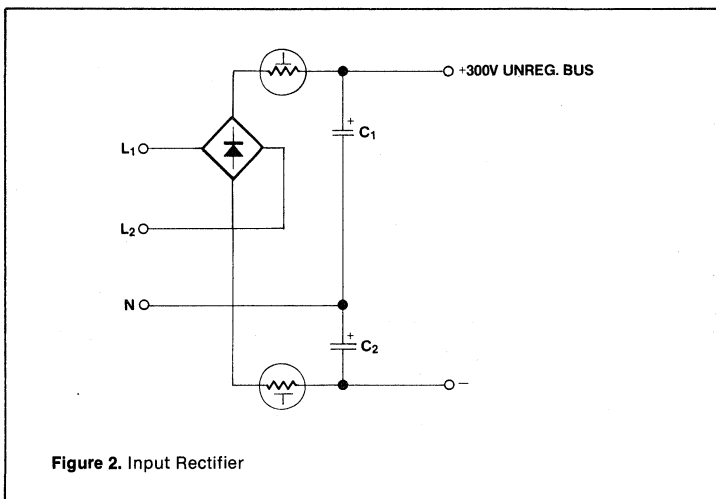 +300V UNREG. BUS
+
C₁
L₁
L₂
N
+
C₂
−
Figure 2. Input Rectifier